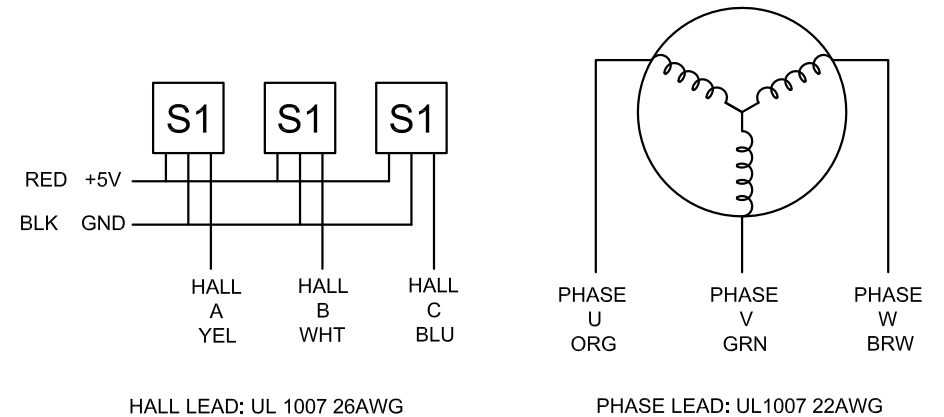 S1 S1 S1
RED +5V
BLK GND
HALL
A
YEL
HALL
B
WHT
HALL
C
BLU
HALL LEAD: UL 1007 26AWG
PHASE
U
ORG
PHASE
V
GRN
PHASE
W
BRW
PHASE LEAD: UL1007 22AWG